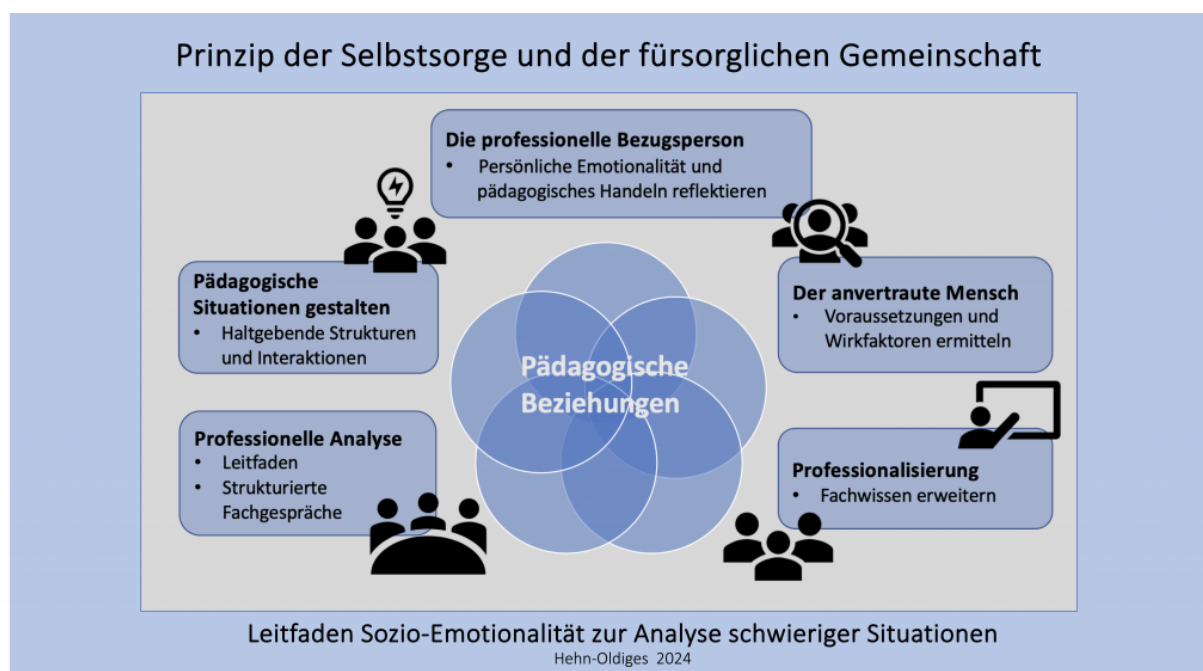 Prinzip der Selbstsorge und der fürsorglichen Gemeinschaft
Die professionelle Bezugsperson
• Persönliche Emotionalität und
pädagogisches Handeln reflektieren
Pädagogische
Situationen gestalten
• Haltgebende Strukturen
und Interaktionen
Der anvertraute Mensch
• Voraussetzungen und
Wirkfaktoren ermitteln
Pädagogische
Beziehungen
Professionelle Analyse
• Leitfaden
• Strukturierte
Fachgespräche
Professionalisierung
• Fachwissen erweitern
Leitfaden Sozio-Emotionalität zur Analyse schwieriger Situationen
Hehn-Oldiges 2024